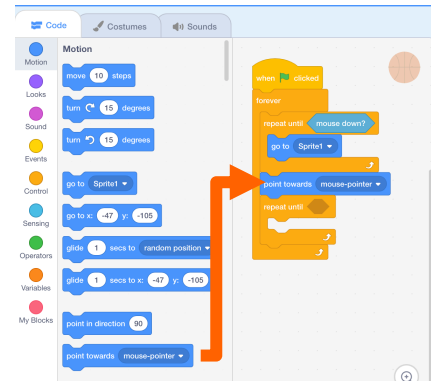 Code Costumes Sounds
Motion
Motion
Looks
Sound
Events
Control
Sensing
Operators
Variables
My Blocks
move 10 steps
turn 15 degrees
turn 15 degrees
go to Sprite1
go to x: -47 y: -105
glide 1 secs to random position
glide 1 secs to x: -47 y: -105
point in direction 90
point towards mouse-pointer
when clicked
forever
repeat until mouse down?
go to Sprite1
point towards mouse-pointer
repeat until